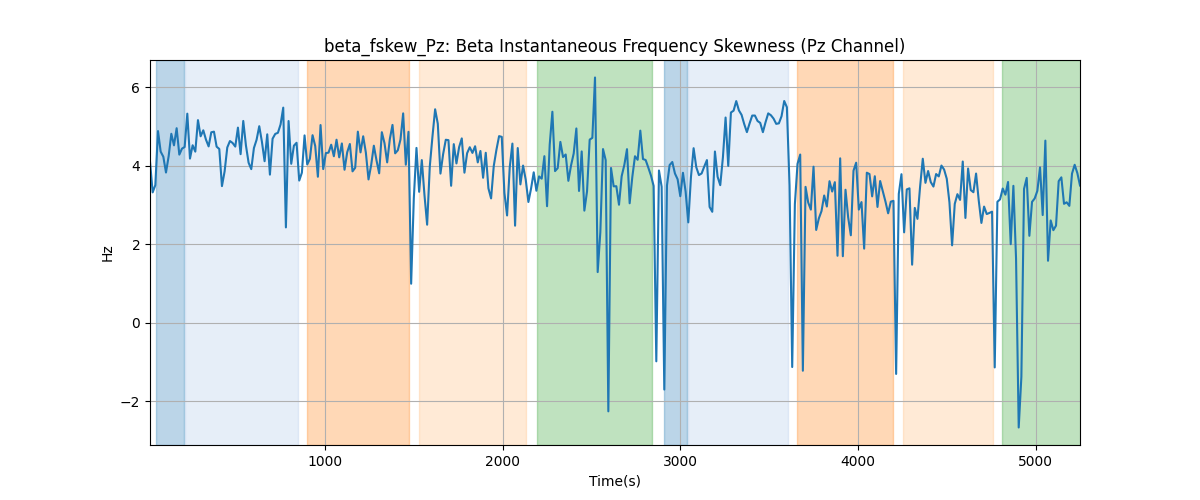 beta_fskew_Pz: Beta Instantaneous Frequency Skewness (Pz Channel)
6
4
2
0
−2
Hz
1000 2000 3000 4000 5000
Time(s)